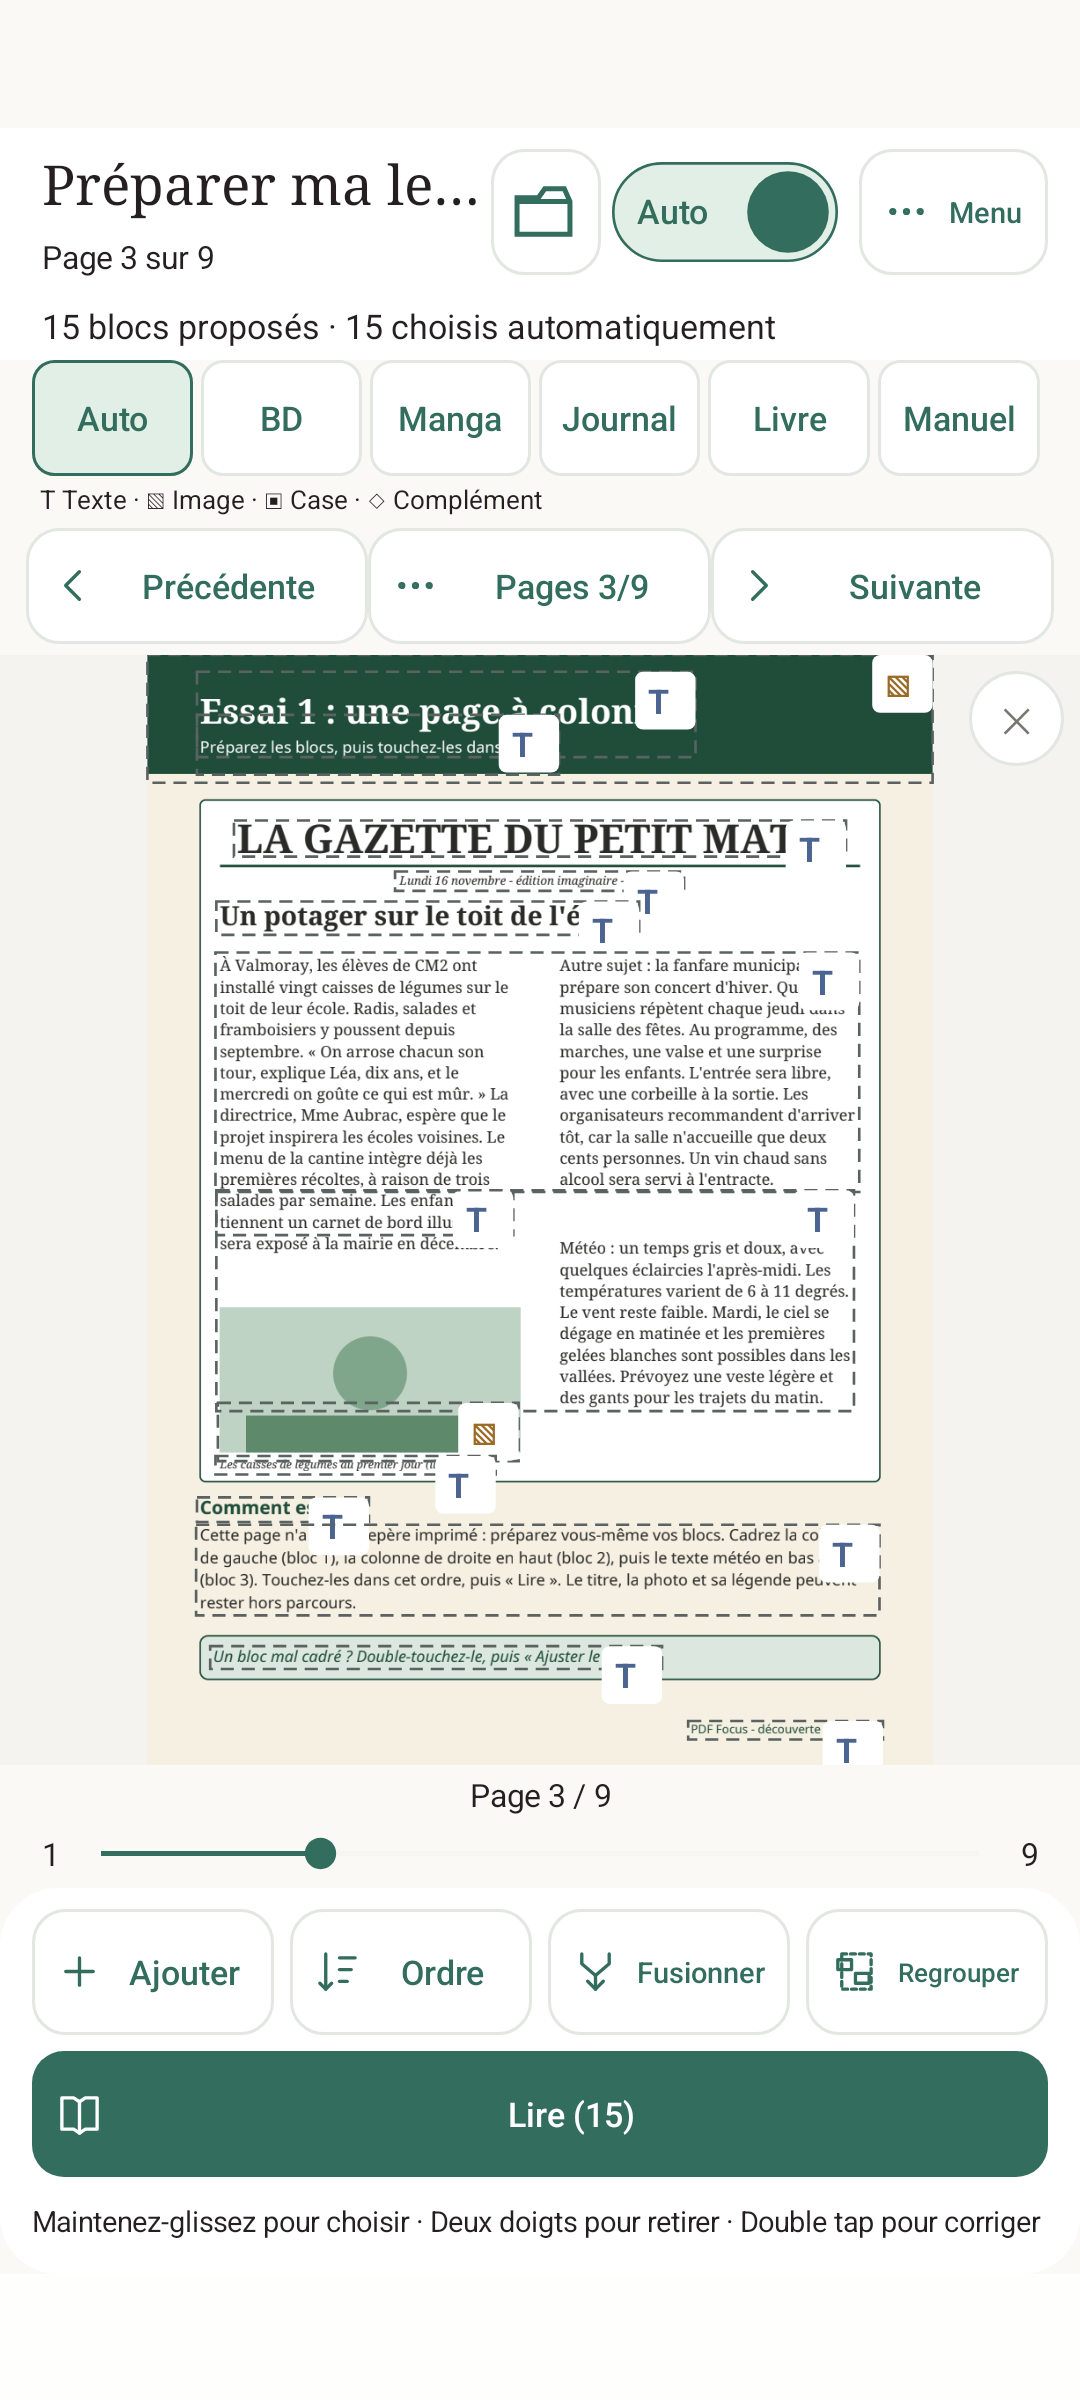 Préparer ma le...
Page 3 sur 9
Auto
Menu
15 blocs proposés · 15 choisis automatiquement
Auto
BD
Manga
Journal
Livre
Manuel
T Texte · Image · Case · Complément
Précédente
Pages 3/9
Suivante
Essai 1 : une page à
Préparez les blocs, puis touchez-les dans
LA GAZETTE DU PETIT
Lundi 16 novembre - édition imaginaire -
Un potager sur le toit de
À Valmoray, les élèves de CM2 ont
installé vingt caisses de légumes sur le
toit de leur école. Radis, salades et
framboisiers y poussent depuis
septembre. « On arrose chacun son
tour, explique Léa, dix ans, et le
mercredi on goûte ce qui est mûr. » La
directrice, Mme Aubrac, espère que le
projet inspirera les écoles voisines. Le
menu de la cantine intègre déjà les
premières récoltes, à raison de trois
salades par semaine. Les
tiennent un carnet de bord
sera exposé à la mairie en
Autre sujet : la fanfare
prépare son concert d'hiver.
musiciens répètent chaque jeudi dans
la salle des fêtes. Au programme, des
marches, une valse et une surprise
pour les enfants. L'entrée sera libre,
avec une corbeille à la sortie. Les
organisateurs recommandent d'arriver
tôt, car la salle n'accueille que deux
cents personnes. Un vin chaud sans
alcool sera servi à l'entracte.
Météo : un temps gris et doux, avec
quelques éclaircies l'après-midi. Les
températures varient de 6 à 11 degrés.
Le vent reste faible. Mardi, le ciel se
dégage en matinée et les premières
gelées blanches sont possibles dans les
vallées. Prévoyez une veste légère et
des gants pour les trajets du matin.
Les caisses de légumes au premier jour
Comment
Cette page n'a repère imprimé : préparez vous-même vos blocs. Cadrez la
de gauche (bloc 1), la colonne de droite en haut (bloc 2), puis le texte météo en bas
(bloc 3). Touchez-les dans cet ordre, puis « Lire ». Le titre, la photo et sa légende peuvent
rester hors parcours.
Un bloc mal cadré ? Double-touchez-le, puis « Ajuster le
PDF Focus - découverte
Page 3 / 9
1
9
Ajouter
Ordre
Fusionner
Regrouper
Lire (15)
Maintenez-glissez pour choisir · Deux doigts pour retirer · Double tap pour corriger